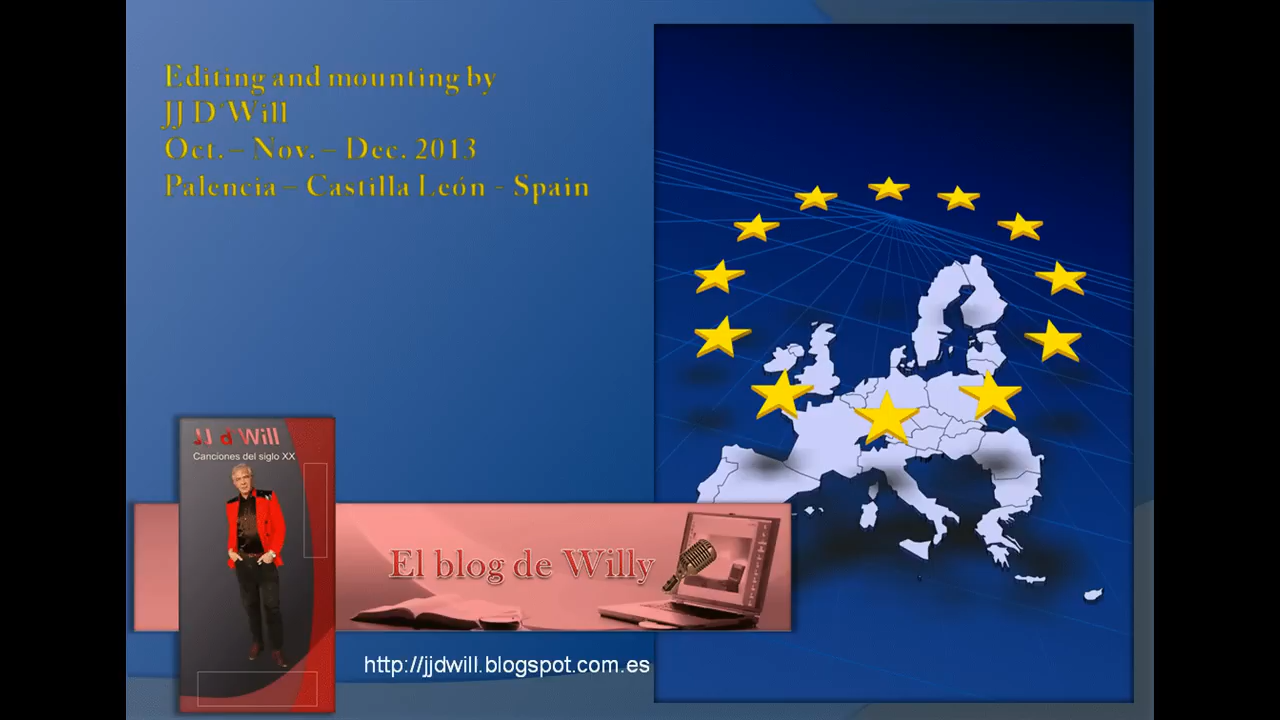 Editing and mounting by
JJ D´Will
Oct.– Nov.– Dec. 2013
Palencia– Castilla León - Spain
JJ d´Will
Canciones del siglo XX
El blog de Willy
http://jjdwill.blogspot.com.es